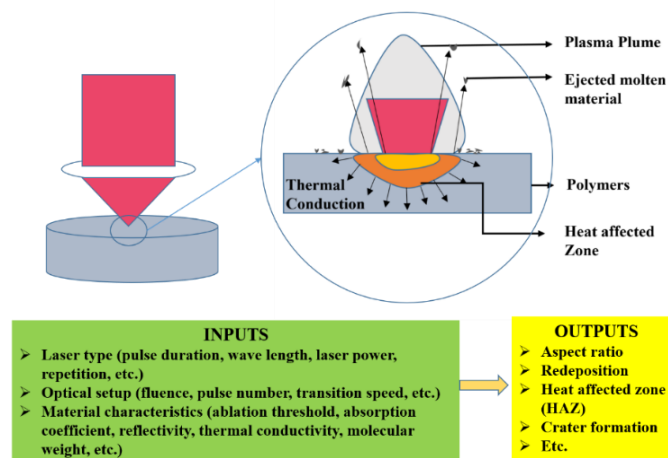 Plasma Plume
Ejected molten
material
Thermal
Conduction
Polymers
Heat affected
Zone
INPUTS
➤ Laser type (pulse duration, wave length, laser power,
repetition, etc.)
➤ Optical setup (fluence, pulse number, transition speed, etc.)
➤ Material characteristics (ablation threshold, absorption
coefficient, reflectivity, thermal conductivity, molecular
weight, etc.)
OUTPUTS
➤ Aspect ratio
➤ Redeposition
➤ Heat affected zone
(HAZ)
➤ Crater formation
➤ Etc.